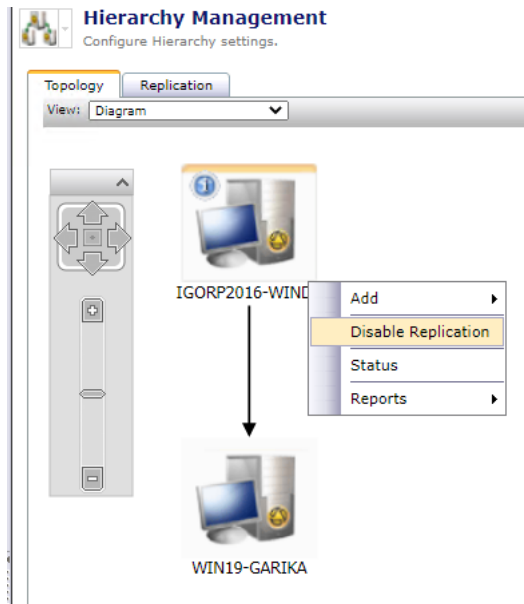 Hierarchy Management
Configure Hierarchy settings.
Topology Replication
View: Diagram
IGORP2016-WIND
Add
Disable Replication
Status
Reports
WIN19-GARIKA